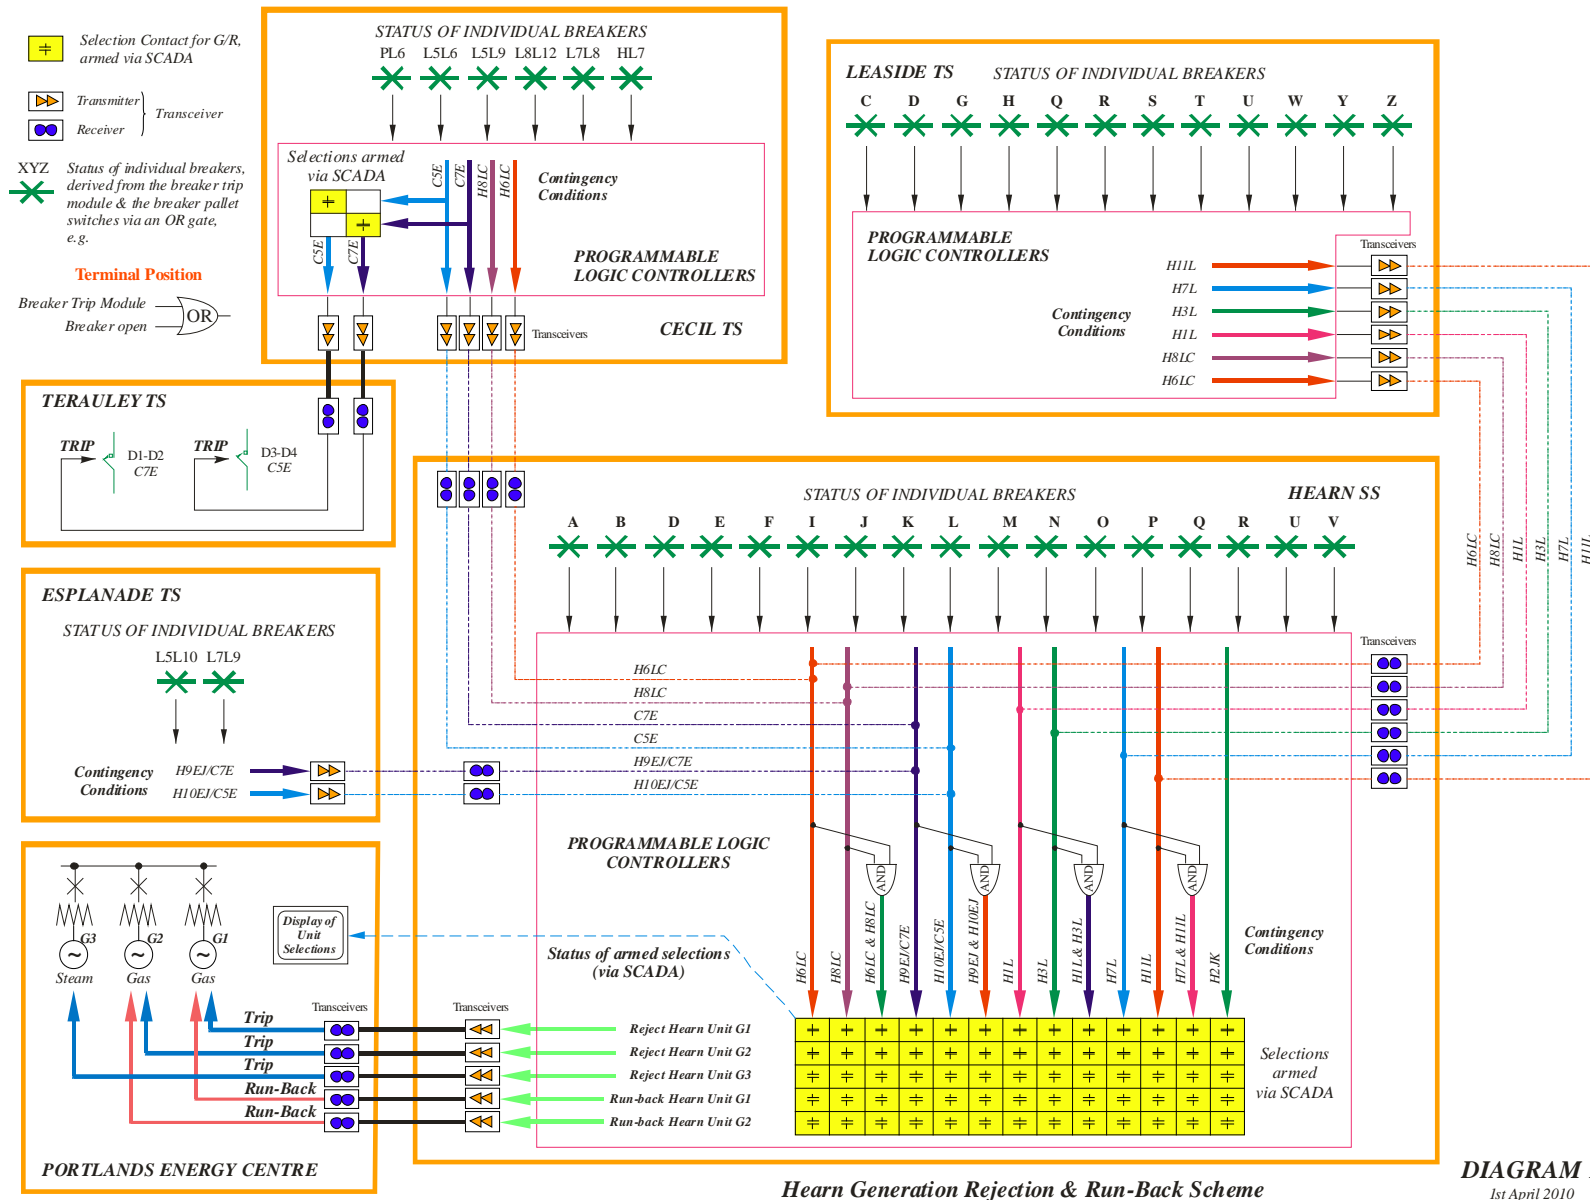 Selection Contact for G/R,
armed via SCADA
Transmitter
Receiver
Transceiver
XYZ
Status of individual breakers,
derived from the breaker trip
module & the breaker pallet
switches via an OR gate,
e.g.
Terminal Position
Breaker Trip Module
Breaker open
OR
STATUS OF INDIVIDUAL BREAKERS
PL6 L5L6 L5L9 L8L12 L7L8 HL7
Selections armed
via SCADA
C5E
C7E
H8LC
H6LC
Contingency
Conditions
C5E
C7E
PROGRAMMABLE
LOGIC CONTROLLERS
Transceivers
CECIL TS
LEASIDE TS
STATUS OF INDIVIDUAL BREAKERS
C D G H Q R S T U W Y Z
PROGRAMMABLE
LOGIC CONTROLLERS
Transceivers
H11L
H7L
H3L
H1L
H8LC
H6LC
Contingency
Conditions
TERAULEY TS
TRIP
D1-D2
C7E
TRIP
D3-D4
C5E
ESPLANADE TS
STATUS OF INDIVIDUAL BREAKERS
L5L10 L7L9
Contingency
Conditions
H9EJ/C7E
H10EJ/C5E
HEARN SS
STATUS OF INDIVIDUAL BREAKERS
A B D E F I J K L M N O P Q R U V
H6LC
H8LC
H1L
H3L
H7L
H11L
Transceivers
H6LC
H8LC
C7E
C5E
H9EJ/C7E
H10EJ/C5E
PROGRAMMABLE LOGIC
CONTROLLERS
AND
AND
AND
AND
H6LC
H8LC
H6LC & H8LC
H9EJ/C7E
H10EJ/C5E
H9EJ & H10EJ
H1L
H3L
H1L & H3L
H7L
H11L
H7L & H11L
H2JK
Contingency
Conditions
Status of armed selections
(via SCADA)
Selections
armed
via SCADA
Transceivers
Reject Hearn Unit G1
Reject Hearn Unit G2
Reject Hearn Unit G3
Run-back Hearn Unit G1
Run-back Hearn Unit G2
G3
G2
G1
Steam
Gas
Gas
Display of
Unit
Selections
Transceivers
Trip
Trip
Trip
Run-Back
Run-Back
PORTLANDS ENERGY CENTRE
Hearn Generation Rejection & Run-Back Scheme
DIAGRAM
1st April 2010